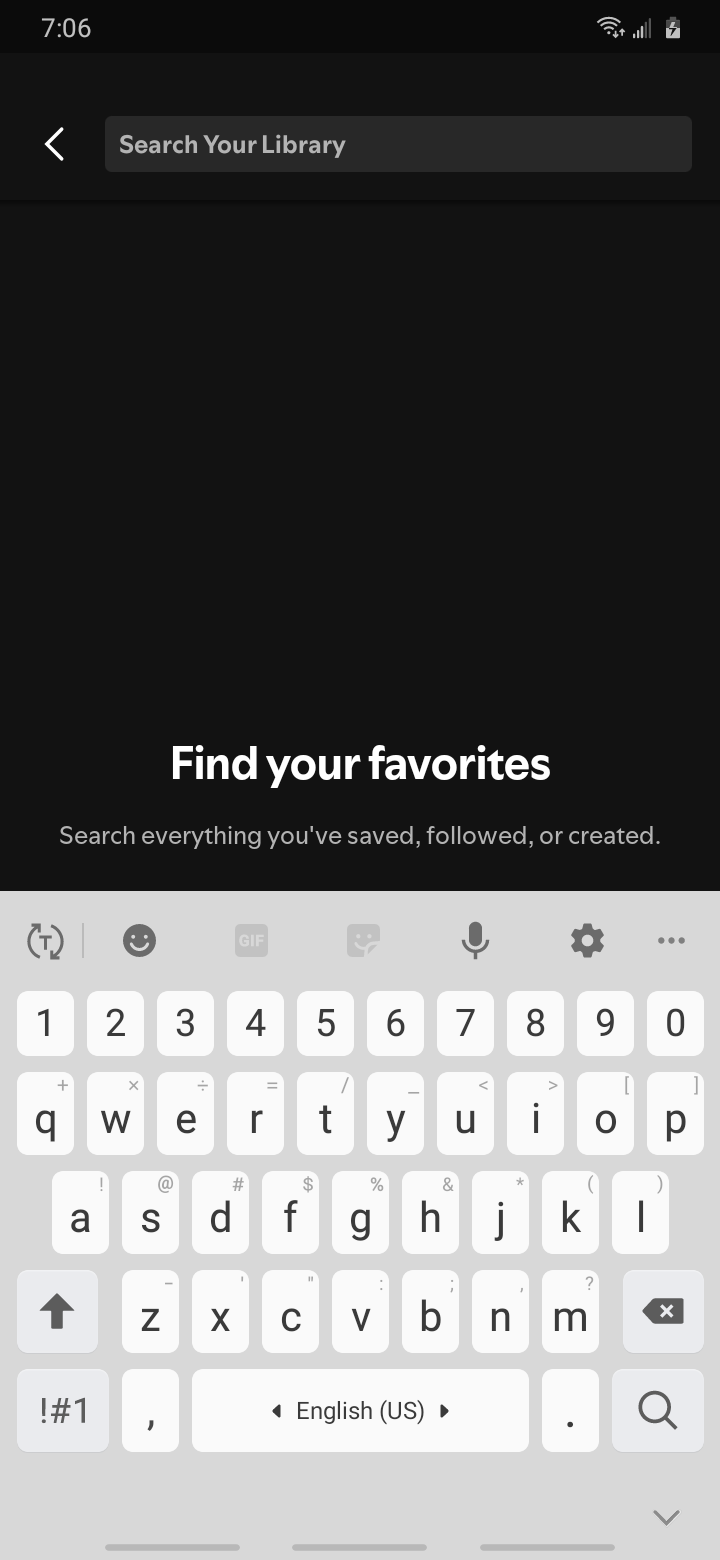 7:06
Search Your Library
Find your favorites
Search everything you've saved, followed, or created.
T GIF
1 2 3 4 5 6 7 8 9 0
+ × ÷ = / _ < > [ ]
q w e r t y u i o p
! @ # $ % & * ( )
a s d f g h j k l
- ' " : ; , ?
z x c v b n m
!#1 , English (US) .